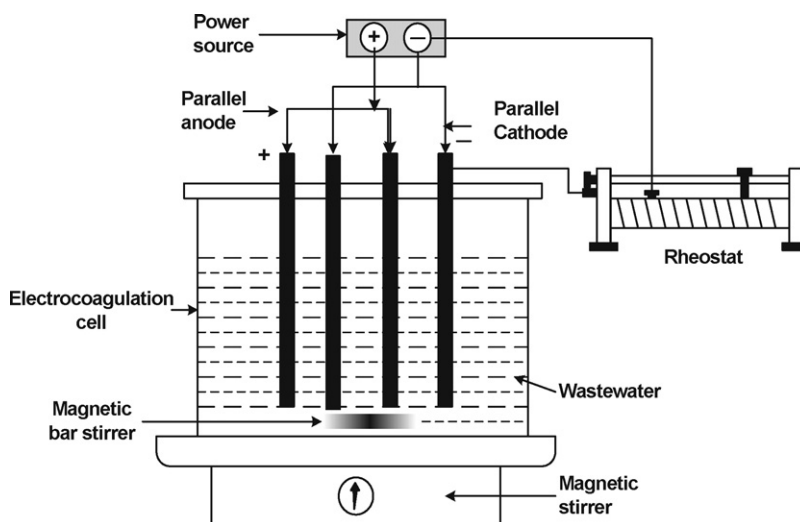 Power
source
+
−
Parallel
anode
Parallel
Cathode
+
−
Rheostat
Electrocoagulation
cell
Wastewater
Magnetic
bar stirrer
Magnetic
stirrer